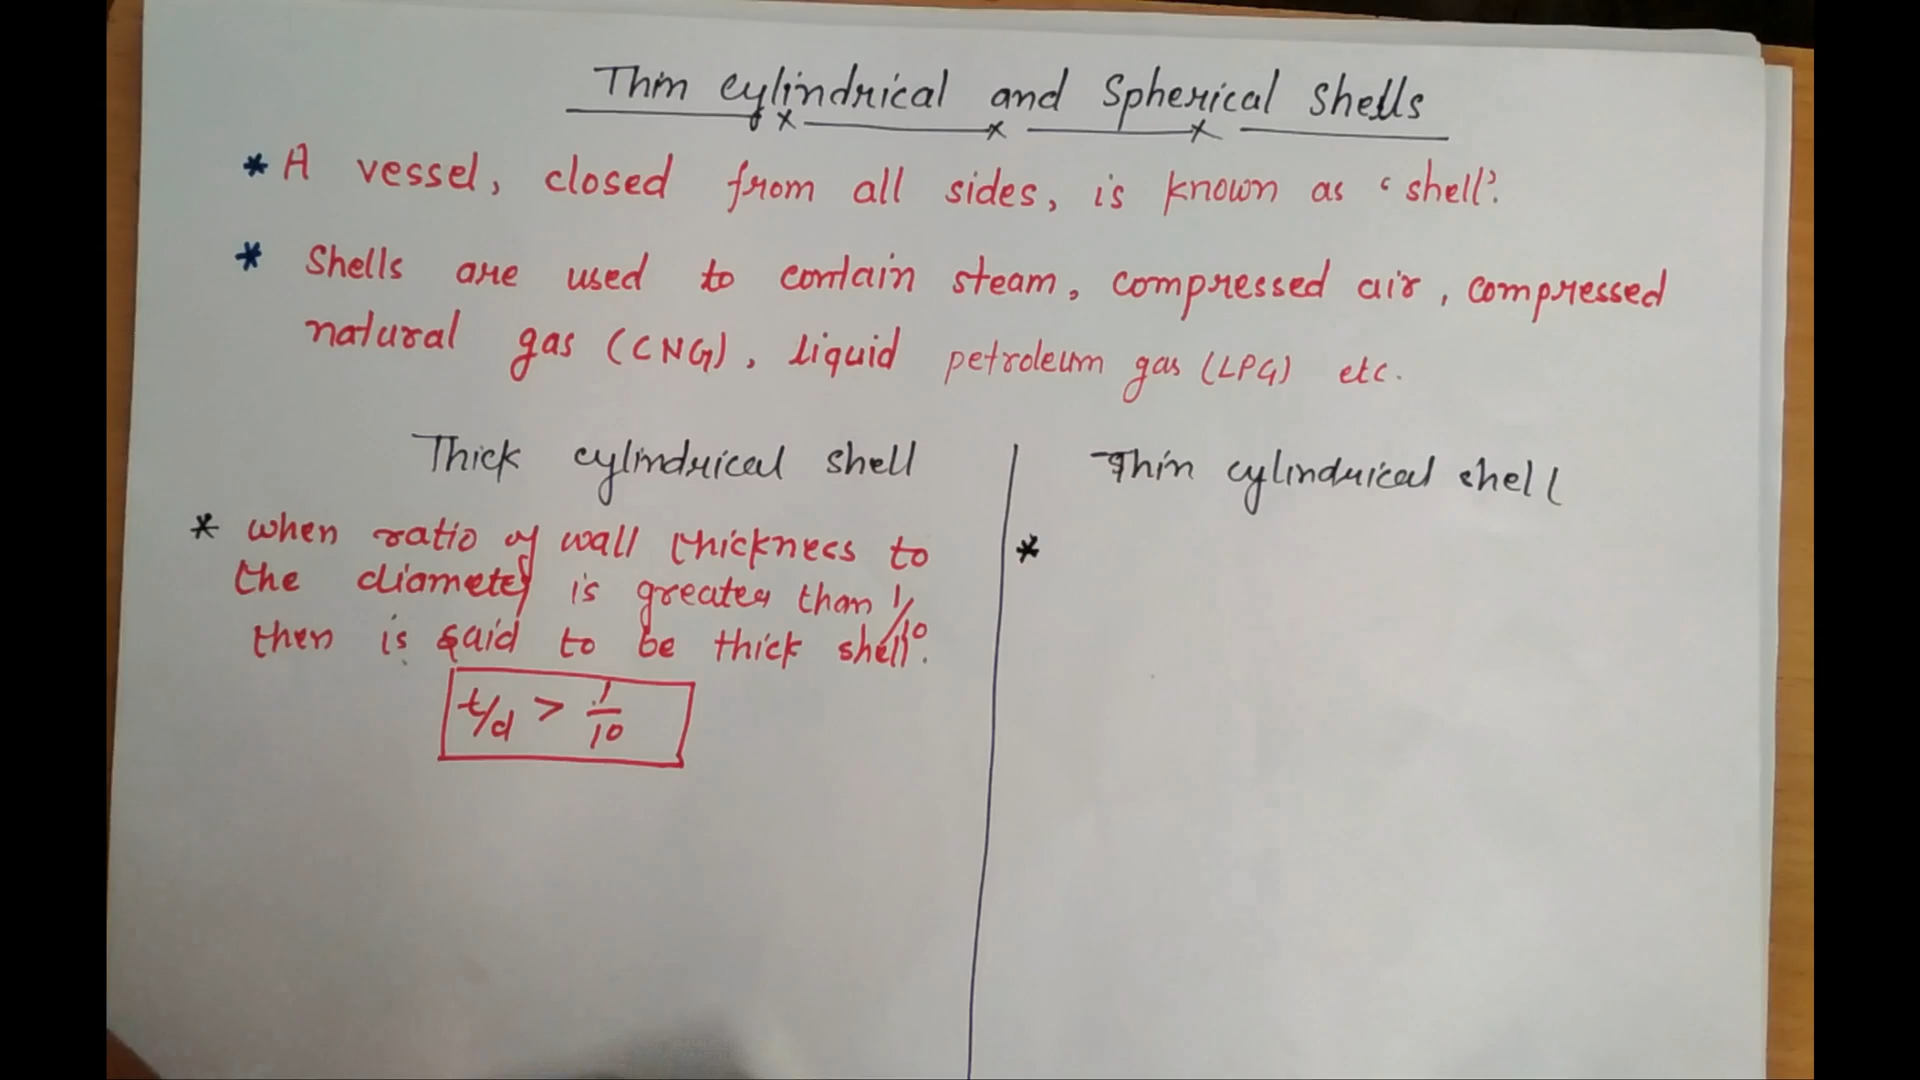 Thin cylindrical and Spherical shells
* A vessel, closed from all sides, is known as 'shell'.
* Shells are used to contain steam, compressed air, compressed
natural gas (CNG), liquid petroleum gas (LPG) etc.
Thick cylindrical shell
* when ratio of wall thickness to
the diameter is greater than 1/10
then is said to be thick shell.
t/d > 1/10
Thin cylindrical shell
*